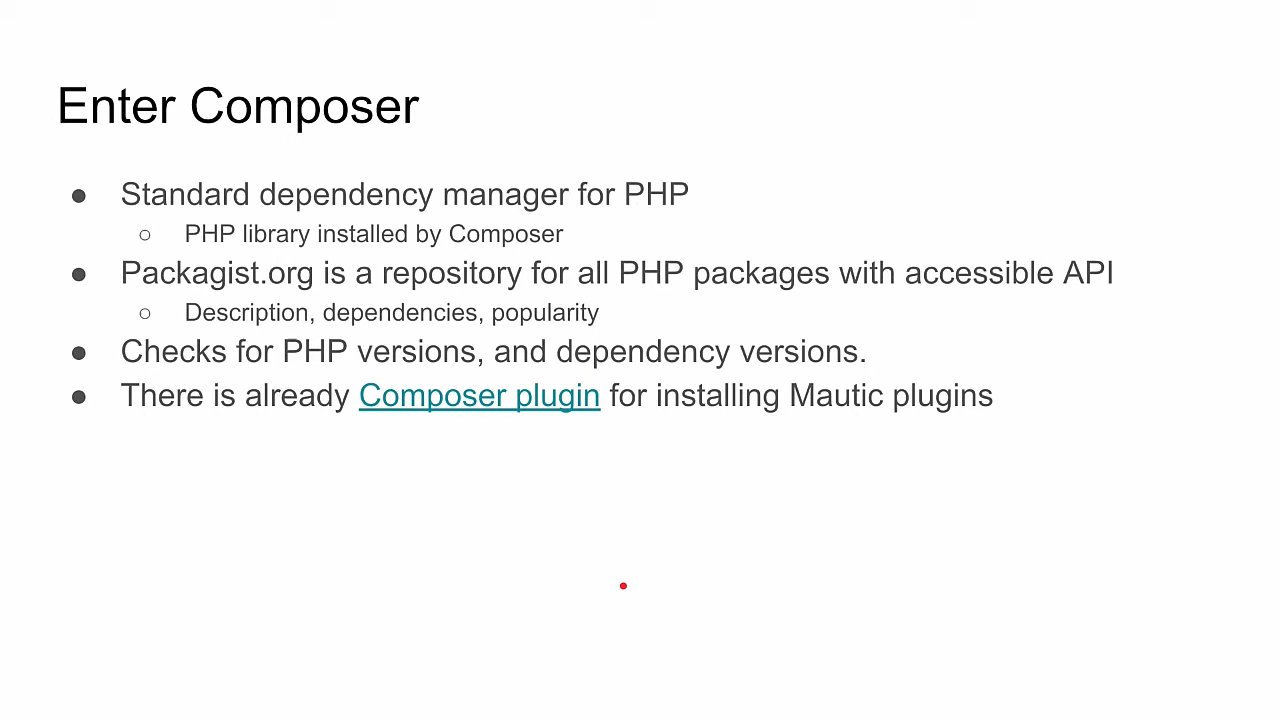 Enter Composer
● Standard dependency manager for PHP
○ PHP library installed by Composer
● Packagist.org is a repository for all PHP packages with accessible API
○ Description, dependencies, popularity
● Checks for PHP versions, and dependency versions.
● There is already Composer plugin for installing Mautic plugins